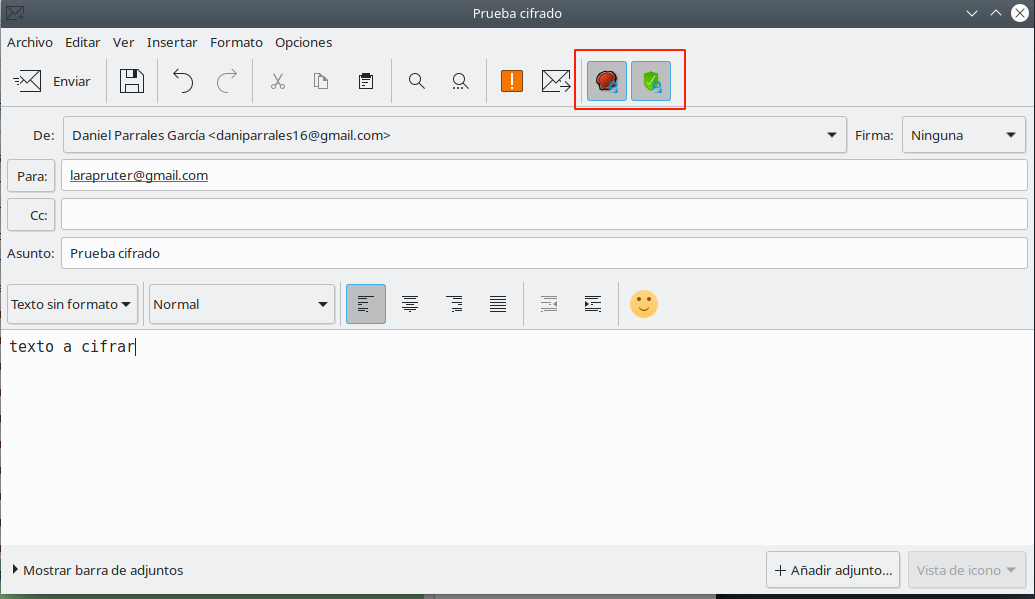 Prueba cifrado
Archivo Editar Ver Insertar Formato Opciones
Enviar
De: Daniel Parrales García <daniparrales16@gmail.com> Firma: Ninguna
Para: larapruter@gmail.com
Cc:
Asunto: Prueba cifrado
Texto sin formato Normal
texto a cifrar
Mostrar barra de adjuntos + Añadir adjunto... Vista de icono